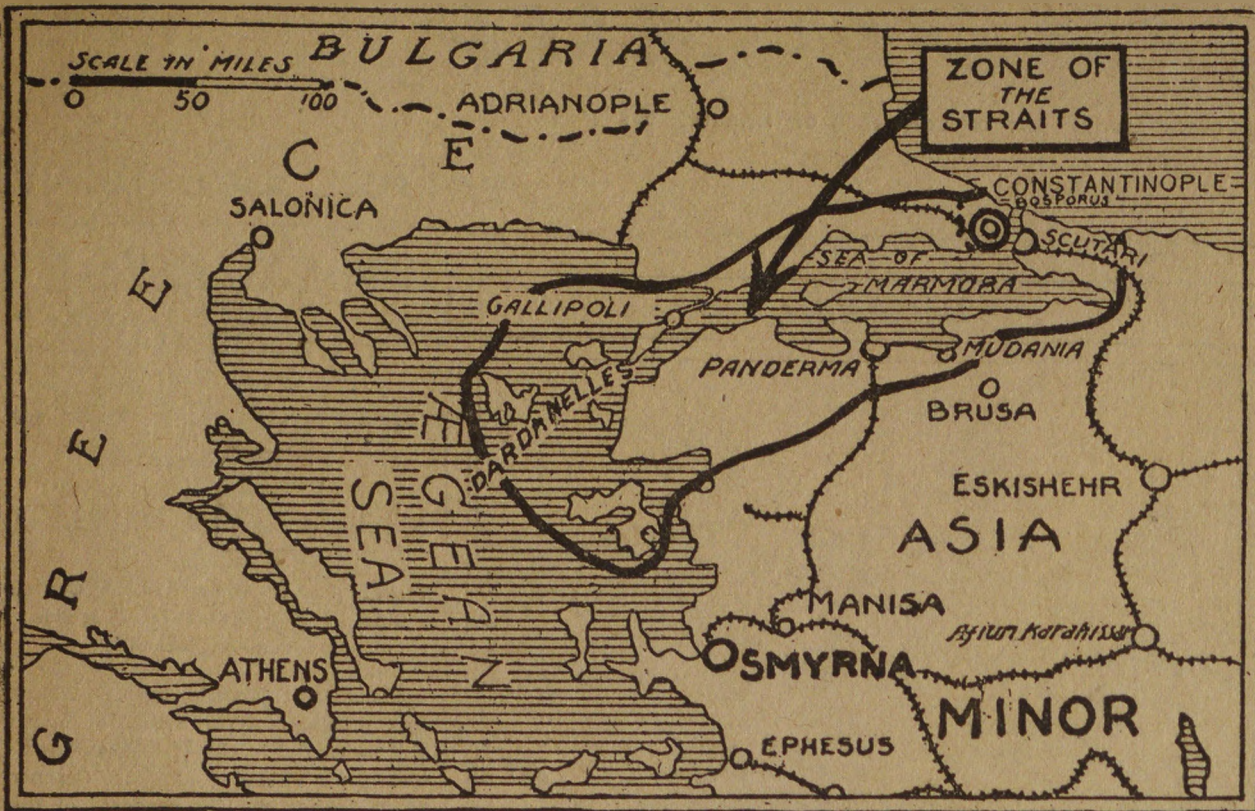 SCALE IN MILES
0 50 100
BULGARIA
ADRIANOPLE
ZONE OF
THE
STRAITS
GREECE
SALONICA
CONSTANTINOPLE
BOSPORUS
SCUTARI
SEA OF
MARMORA
GALLIPOLI
DARDANELLES
PANDERMA
MUDANIA
BRUSA
ESKISHEHR
ASIA
MINOR
ÆGEAN
SEA
MANISA
Afium Karahissar
SMYRNA
ATHENS
EPHESUS